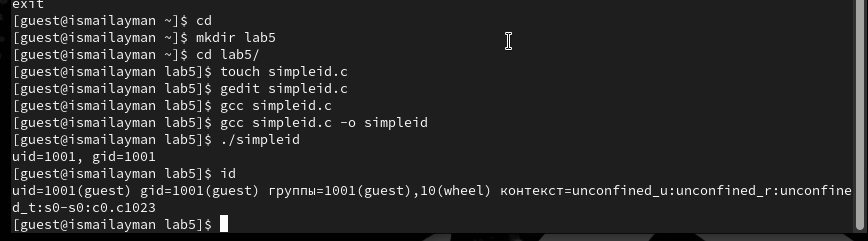 exit
[guest@ismailayman ~]$ cd
[guest@ismailayman ~]$ mkdir lab5
[guest@ismailayman ~]$ cd lab5/
[guest@ismailayman lab5]$ touch simpleid.c
[guest@ismailayman lab5]$ gedit simpleid.c
[guest@ismailayman lab5]$ gcc simpleid.c
[guest@ismailayman lab5]$ gcc simpleid.c -o simpleid
[guest@ismailayman lab5]$ ./simpleid
uid=1001, gid=1001
[guest@ismailayman lab5]$ id
uid=1001(guest) gid=1001(guest) группы=1001(guest),10(wheel) контекст=unconfined_u:unconfined_r:unconfine
d_t:s0-s0:c0.c1023
[guest@ismailayman lab5]$